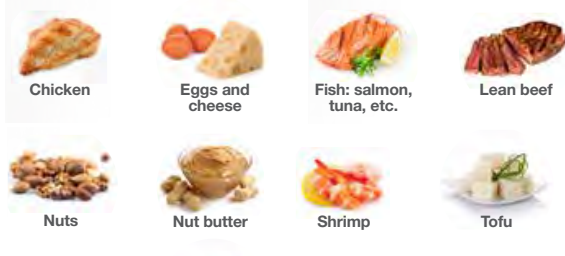 Chicken
Eggs and
cheese
Fish: salmon,
tuna, etc.
Lean beef
Nuts
Nut butter
Shrimp
Tofu